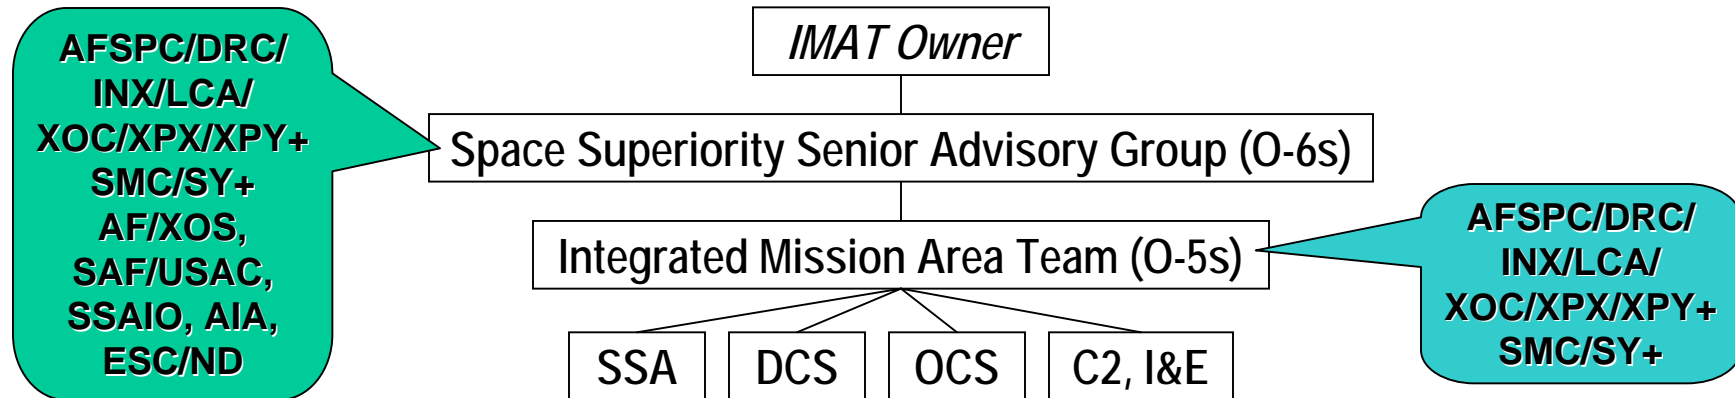 AFSPC/DRC/
INX/LCA/
XOC/XPX/XPY+
SMC/SY+
AF/XOS,
SAF/USAC,
SSAIO, AIA,
ESC/ND
IMAT Owner
Space Superiority Senior Advisory Group (O-6s)
Integrated Mission Area Team (O-5s)
SSA
DCS
OCS
C2, I&E
AFSPC/DRC/
INX/LCA/
XOC/XPX/XPY+
SMC/SY+